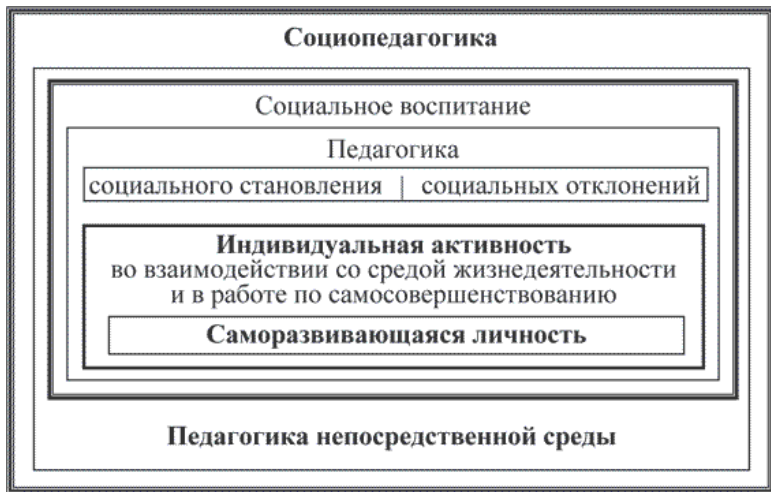 Социопедагогика
Социальное воспитание
Педагогика
социального становления | социальных отклонений
Индивидуальная активность
во взаимодействии со средой жизнедеятельности
и в работе по самосовершенствованию
Саморазвивающаяся личность
Педагогика непосредственной среды